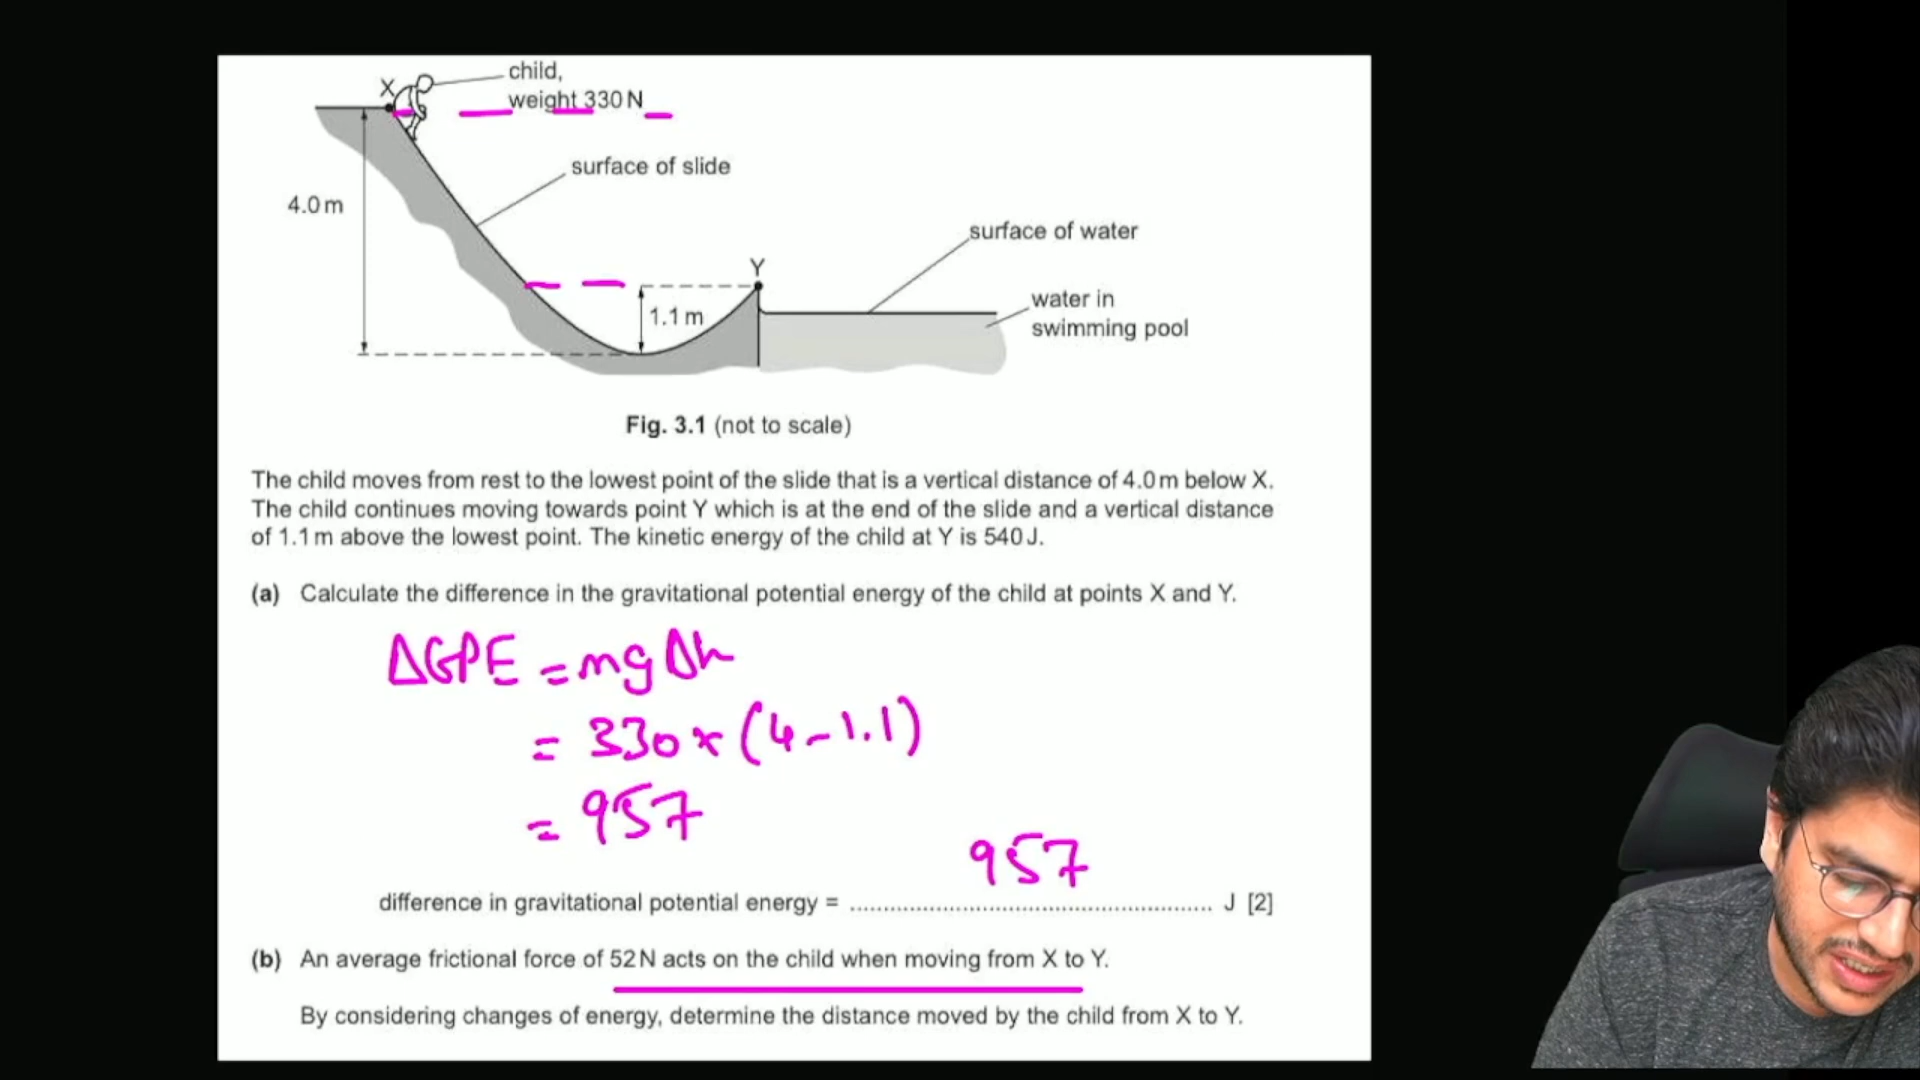 X
child,
weight 330 N
surface of slide
4.0 m
surface of water
Y
1.1 m
water in
swimming pool
Fig. 3.1 (not to scale)
The child moves from rest to the lowest point of the slide that is a vertical distance of 4.0 m below X.
The child continues moving towards point Y which is at the end of the slide and a vertical distance
of 1.1 m above the lowest point. The kinetic energy of the child at Y is 540 J.
(a) Calculate the difference in the gravitational potential energy of the child at points X and Y.
ΔGPE = mgΔh
= 330 × (4 - 1.1)
= 957
957
difference in gravitational potential energy = .................................................... J [2]
(b) An average frictional force of 52 N acts on the child when moving from X to Y.
By considering changes of energy, determine the distance moved by the child from X to Y.